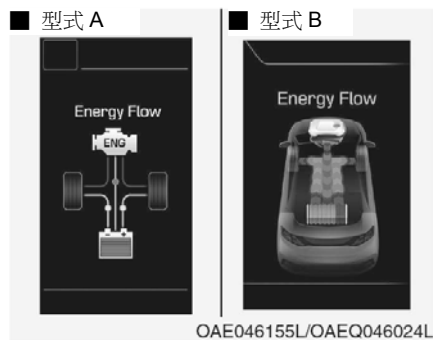 ■ 型式 A
■ 型式 B
Energy Flow
ENG
Energy Flow
OAE046155L/OAEQ046024L